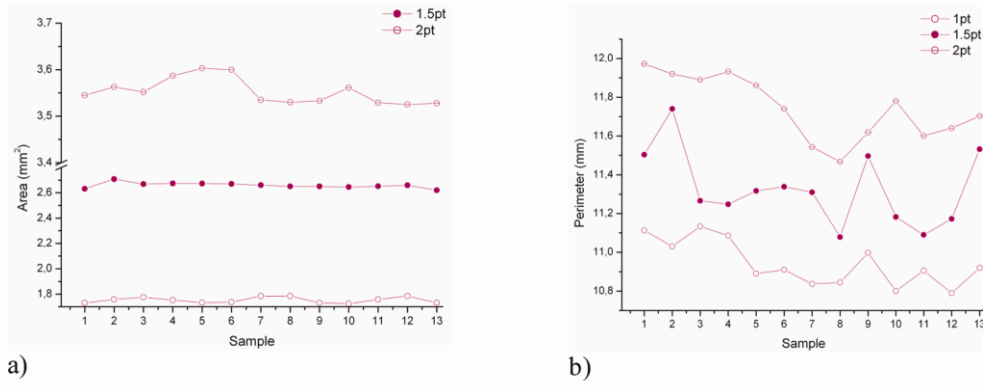 1.5pt
2pt
3,7
3,6
3,5
3,4
2,6
2,4
2,2
2,0
1,8
Area (mm²)
1 2 3 4 5 6 7 8 9 10 11 12 13
Sample
a)
1pt
1.5pt
2pt
12,0
11,8
11,6
11,4
11,2
11,0
10,8
Perimeter (mm)
1 2 3 4 5 6 7 8 9 10 11 12 13
Sample
b)